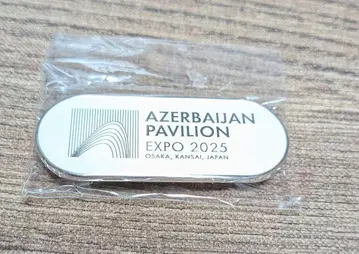 AZERBAIJAN
PAVILION
EXPO 2025
OSAKA, KANSAI, JAPAN